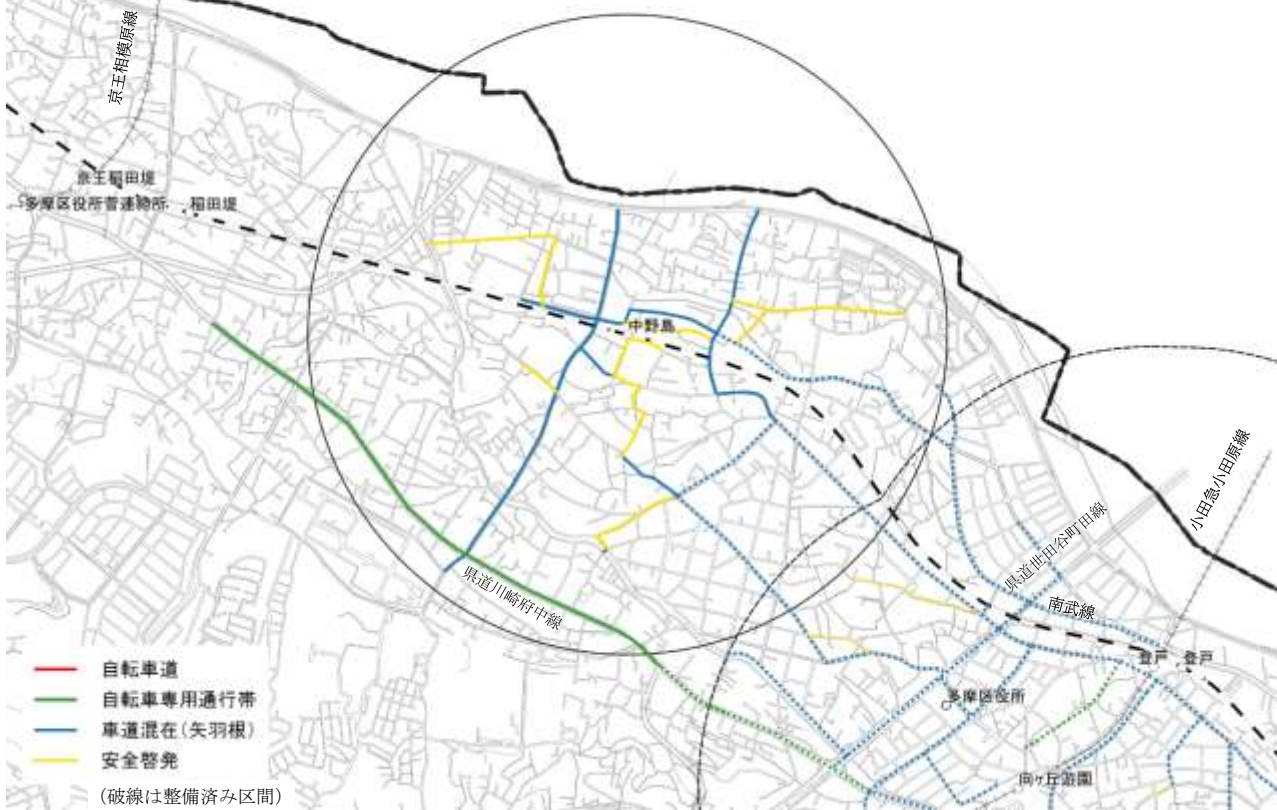 京王相模原線
京王稲田堤
多摩区役所菅連絡所
稲田堤
中野島
小田急小田原線
県道世田谷町田線
県道川崎府中線
南武線
登戸
登戸
多摩区役所
向ヶ丘遊園
自転車道
自転車専用通行帯
車道混在(矢羽根)
安全啓発
(破線は整備済み区間)